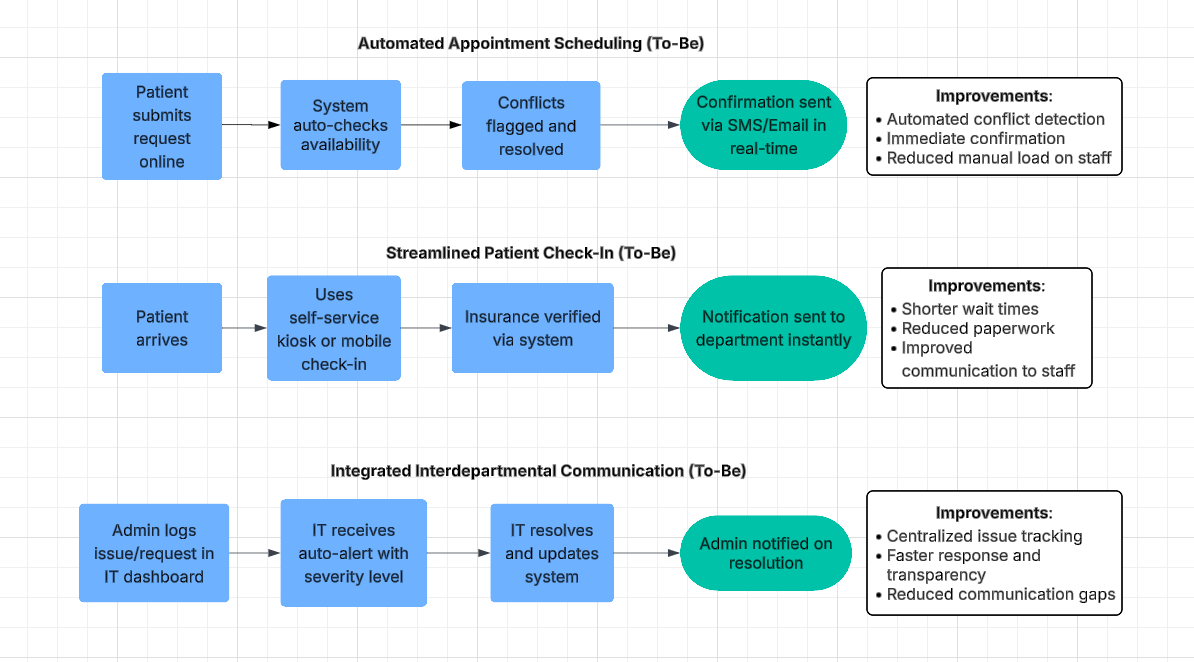 Automated Appointment Scheduling (To-Be)
Patient
submits
request
online
System
auto-checks
availability
Conflicts
flagged and
resolved
Confirmation sent
via SMS/Email in
real-time
Improvements:
• Automated conflict detection
• Immediate confirmation
• Reduced manual load on staff
Streamlined Patient Check-In (To-Be)
Patient
arrives
Uses
self-service
kiosk or mobile
check-in
Insurance verified
via system
Notification sent to
department instantly
Improvements:
• Shorter wait times
• Reduced paperwork
• Improved
communication to staff
Integrated Interdepartmental Communication (To-Be)
Admin logs
issue/request in
IT dashboard
IT receives
auto-alert with
severity level
IT resolves
and updates
system
Admin notified on
resolution
Improvements:
• Centralized issue tracking
• Faster response and
transparency
• Reduced communication gaps